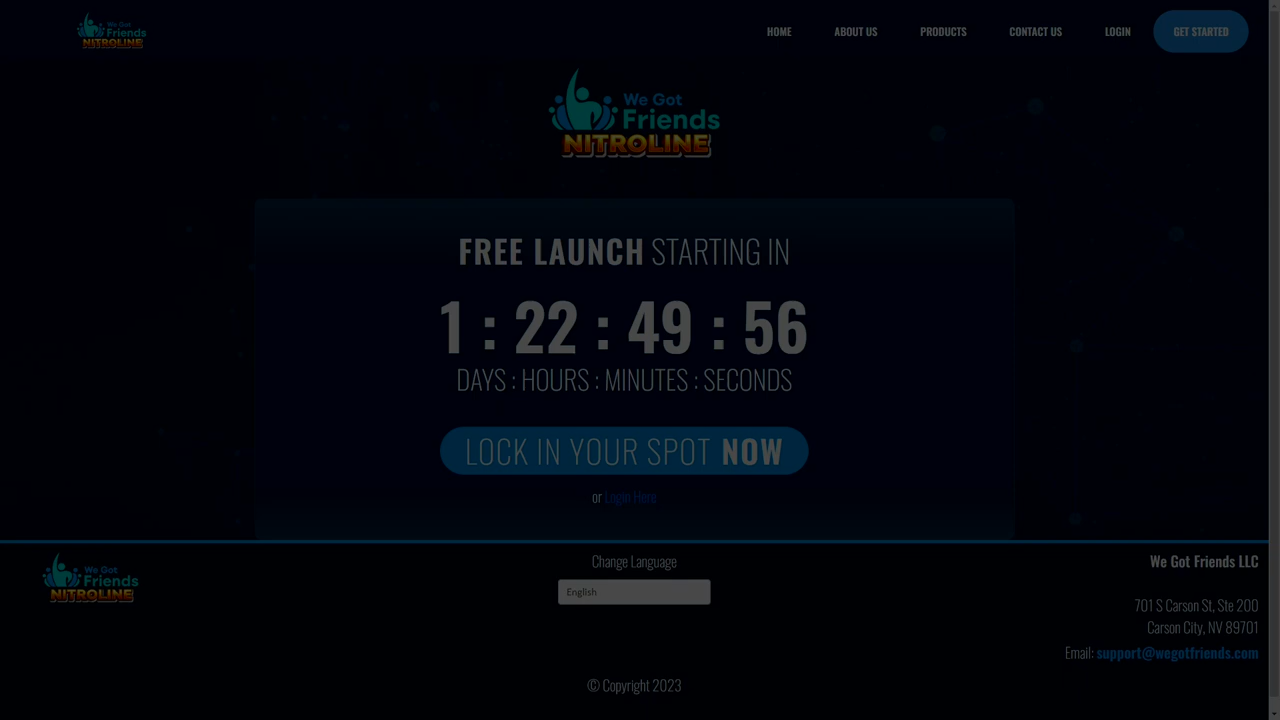 We Got
Friends
NITROLINE
HOME
ABOUT US
PRODUCTS
CONTACT US
LOGIN
GET STARTED
We Got
Friends
NITROLINE
FREE LAUNCH STARTING IN
1 : 22 : 49 : 56
DAYS : HOURS : MINUTES : SECONDS
LOCK IN YOUR SPOT NOW
or Login Here
We Got
Friends
NITROLINE
Change Language
English
We Got Friends LLC
701 S Carson St, Ste 200
Carson City, NV 89701
Email: support@wegotfriends.com
© Copyright 2023